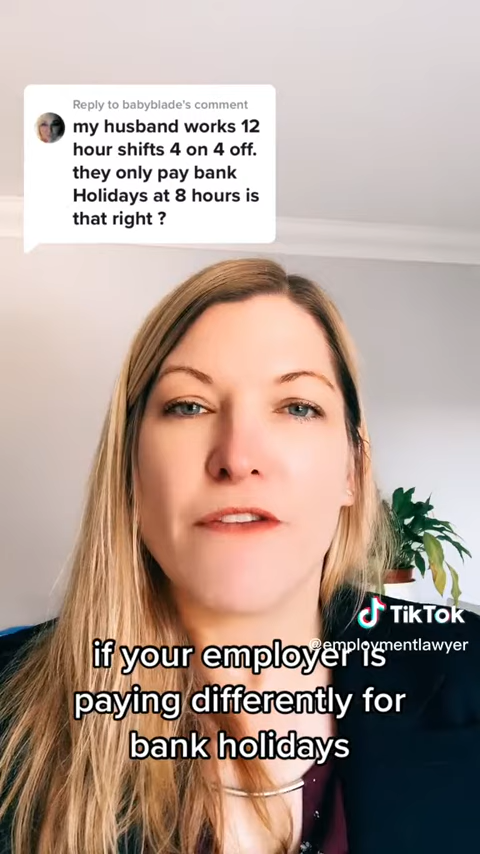 Reply to babyblade's comment
my husband works 12
hour shifts 4 on 4 off.
they only pay bank
Holidays at 8 hours is
that right ?
TikTok
@employmentlawyer
if your employer is
paying differently for
bank holidays